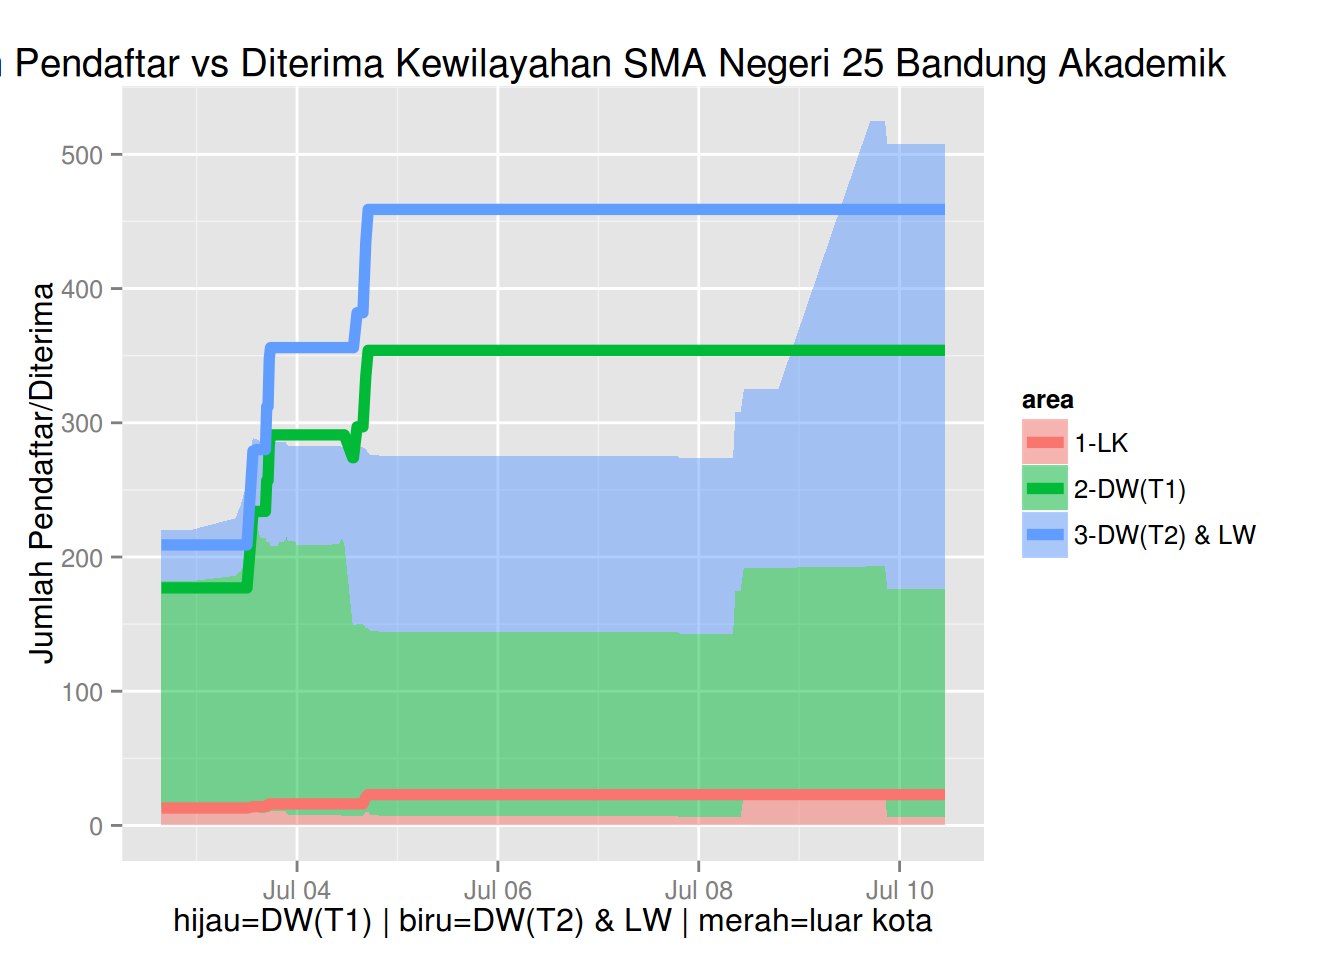 Pendaftar vs Diterima Kewilayahan SMA Negeri 25 Bandung Akademik
Jumlah Pendaftar/Diterima
500
400
300
200
100
0
Jul 04
Jul 06
Jul 08
Jul 10
hijau=DW(T1) | biru=DW(T2) & LW | merah=luar kota
area
1-LK
2-DW(T1)
3-DW(T2) & LW